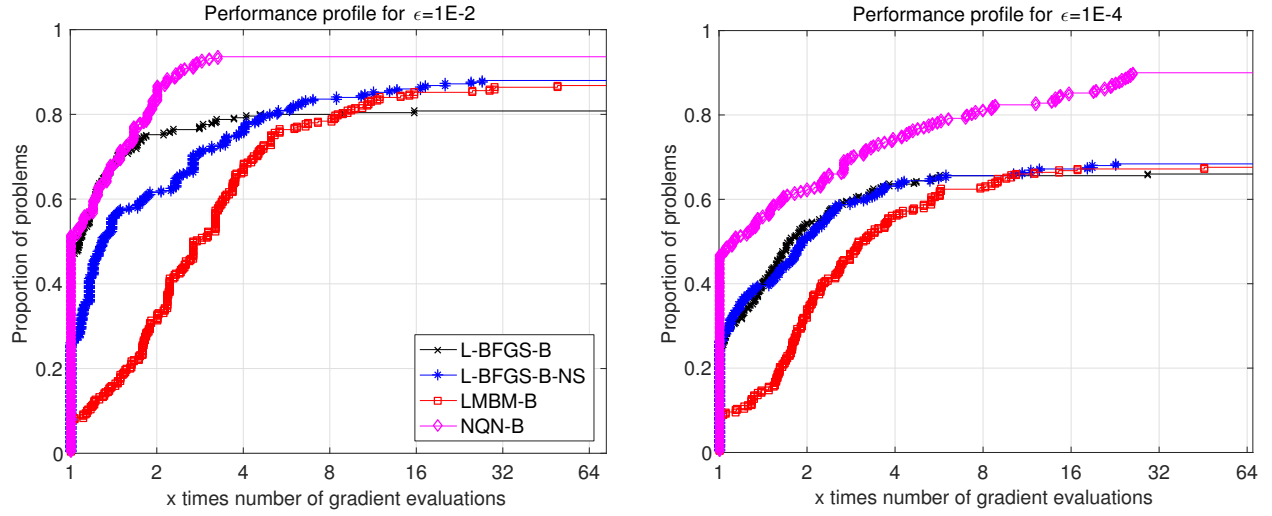 Performance profile for ϵ=1E-2
Proportion of problems
1
0.8
0.6
0.4
0.2
0
L-BFGS-B
L-BFGS-B-NS
LMBM-B
NQN-B
1 2 4 8 16 32 64
x times number of gradient evaluations
Performance profile for ϵ=1E-4
Proportion of problems
1
0.8
0.6
0.4
0.2
0
1 2 4 8 16 32 64
x times number of gradient evaluations